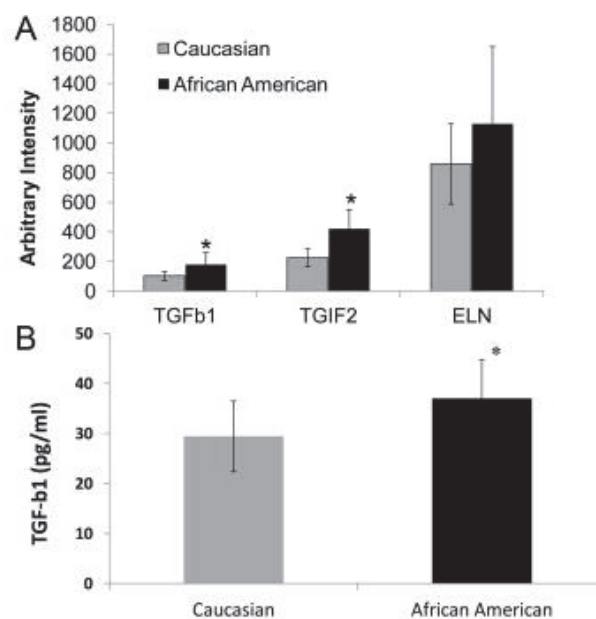 A
1800
1600
1400
1200
1000
800
600
400
200
0
Arbitrary Intensity
Caucasian
African American
*
*
TGFb1 TGIF2 ELN
B
50
40
30
20
10
0
TGF-b1 (pg/ml)
*
Caucasian African American